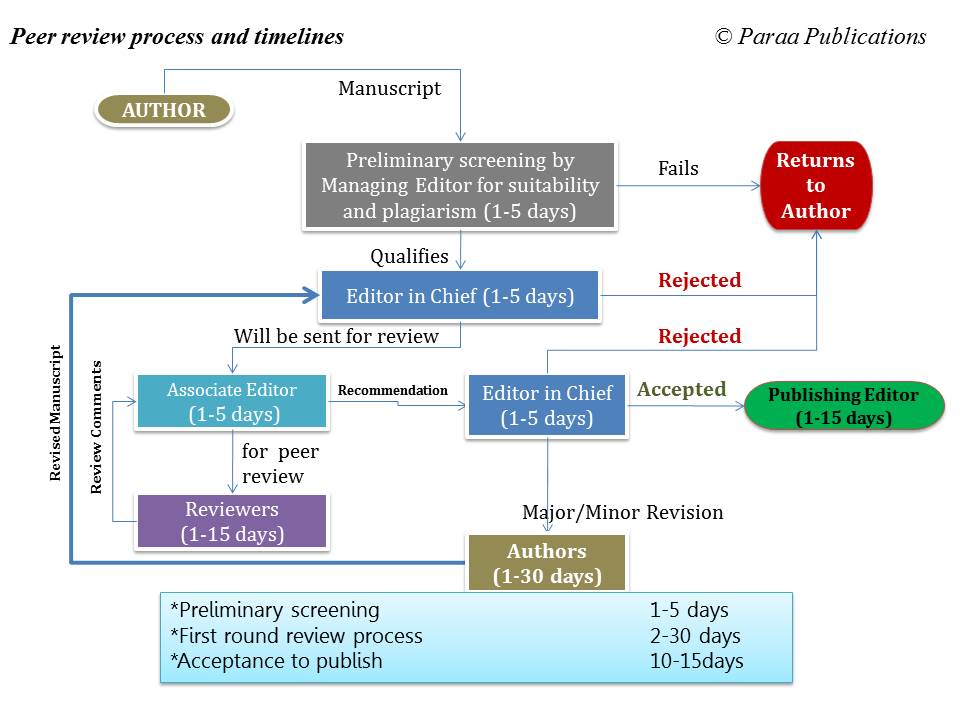 Peer review process and timelines
© Paraa Publications
AUTHOR
Manuscript
Preliminary screening by
Managing Editor for suitability
and plagiarism (1-5 days)
Fails
Returns
to
Author
Qualifies
Editor in Chief (1-5 days)
Rejected
Will be sent for review
Rejected
Associate Editor
(1-5 days)
Recommendation
Editor in Chief
(1-5 days)
Accepted
Publishing Editor
(1-15 days)
Revised Manuscript
Review Comments
for peer
review
Reviewers
(1-15 days)
Major/Minor Revision
Authors
(1-30 days)
*Preliminary screening 1-5 days
*First round review process 2-30 days
*Acceptance to publish 10-15days